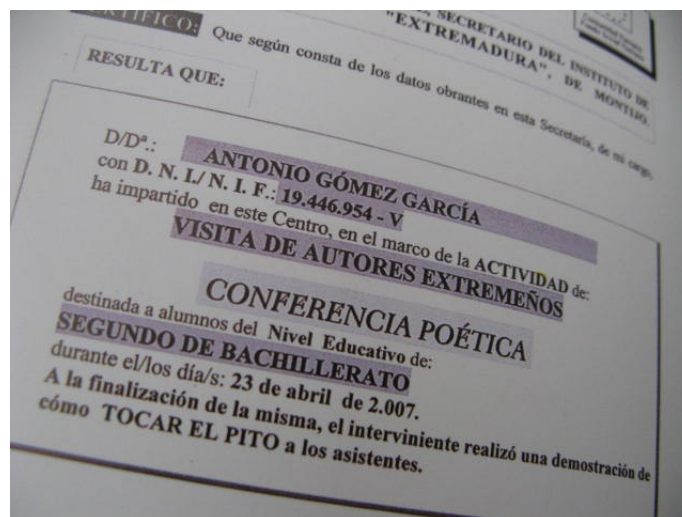 CERTIFICO: Que según consta de los datos obrantes en esta Secretaría, de mi cargo,
SECRETARIO DEL INSTITUTO DE
"EXTREMADURA", DE MONTIJO.
RESULTA QUE:
D/Dª.: ANTONIO GÓMEZ GARCÍA
con D. N. I./ N. I. F.: 19.446.954 - V
ha impartido en este Centro, en el marco de la ACTIVIDAD de:
VISITA DE AUTORES EXTREMEÑOS
CONFERENCIA POÉTICA
destinada a alumnos del Nivel Educativo de:
SEGUNDO DE BACHILLERATO
durante el/los día/s: 23 de abril de 2.007.
A la finalización de la misma, el interviniente realizó una demostración de
cómo TOCAR EL PITO a los asistentes.